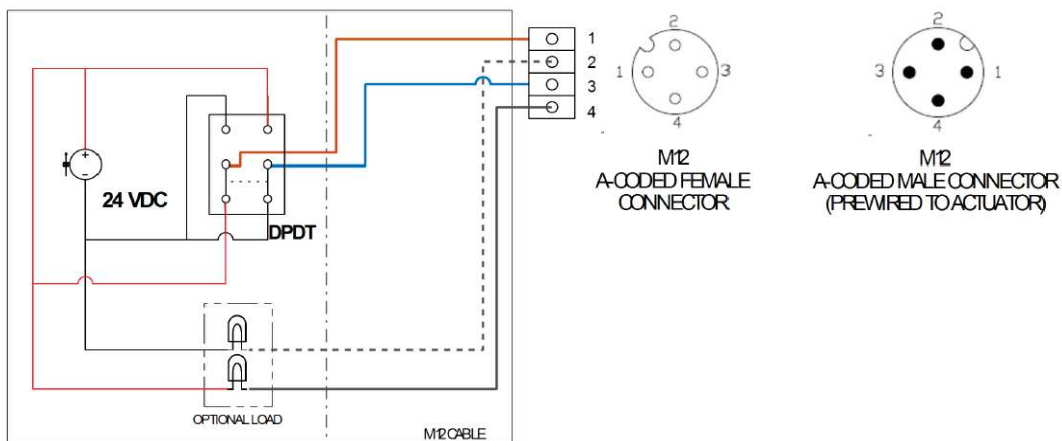 24 VDC
DPDT
OPTIONAL LOAD
M12 CABLE
1
2
3
4
2
1
3
4
M12
A-CODED FEMALE
CONNECTOR
2
3
1
4
M12
A-CODED MALE CONNECTOR
(PREWIRED TO ACTUATOR)